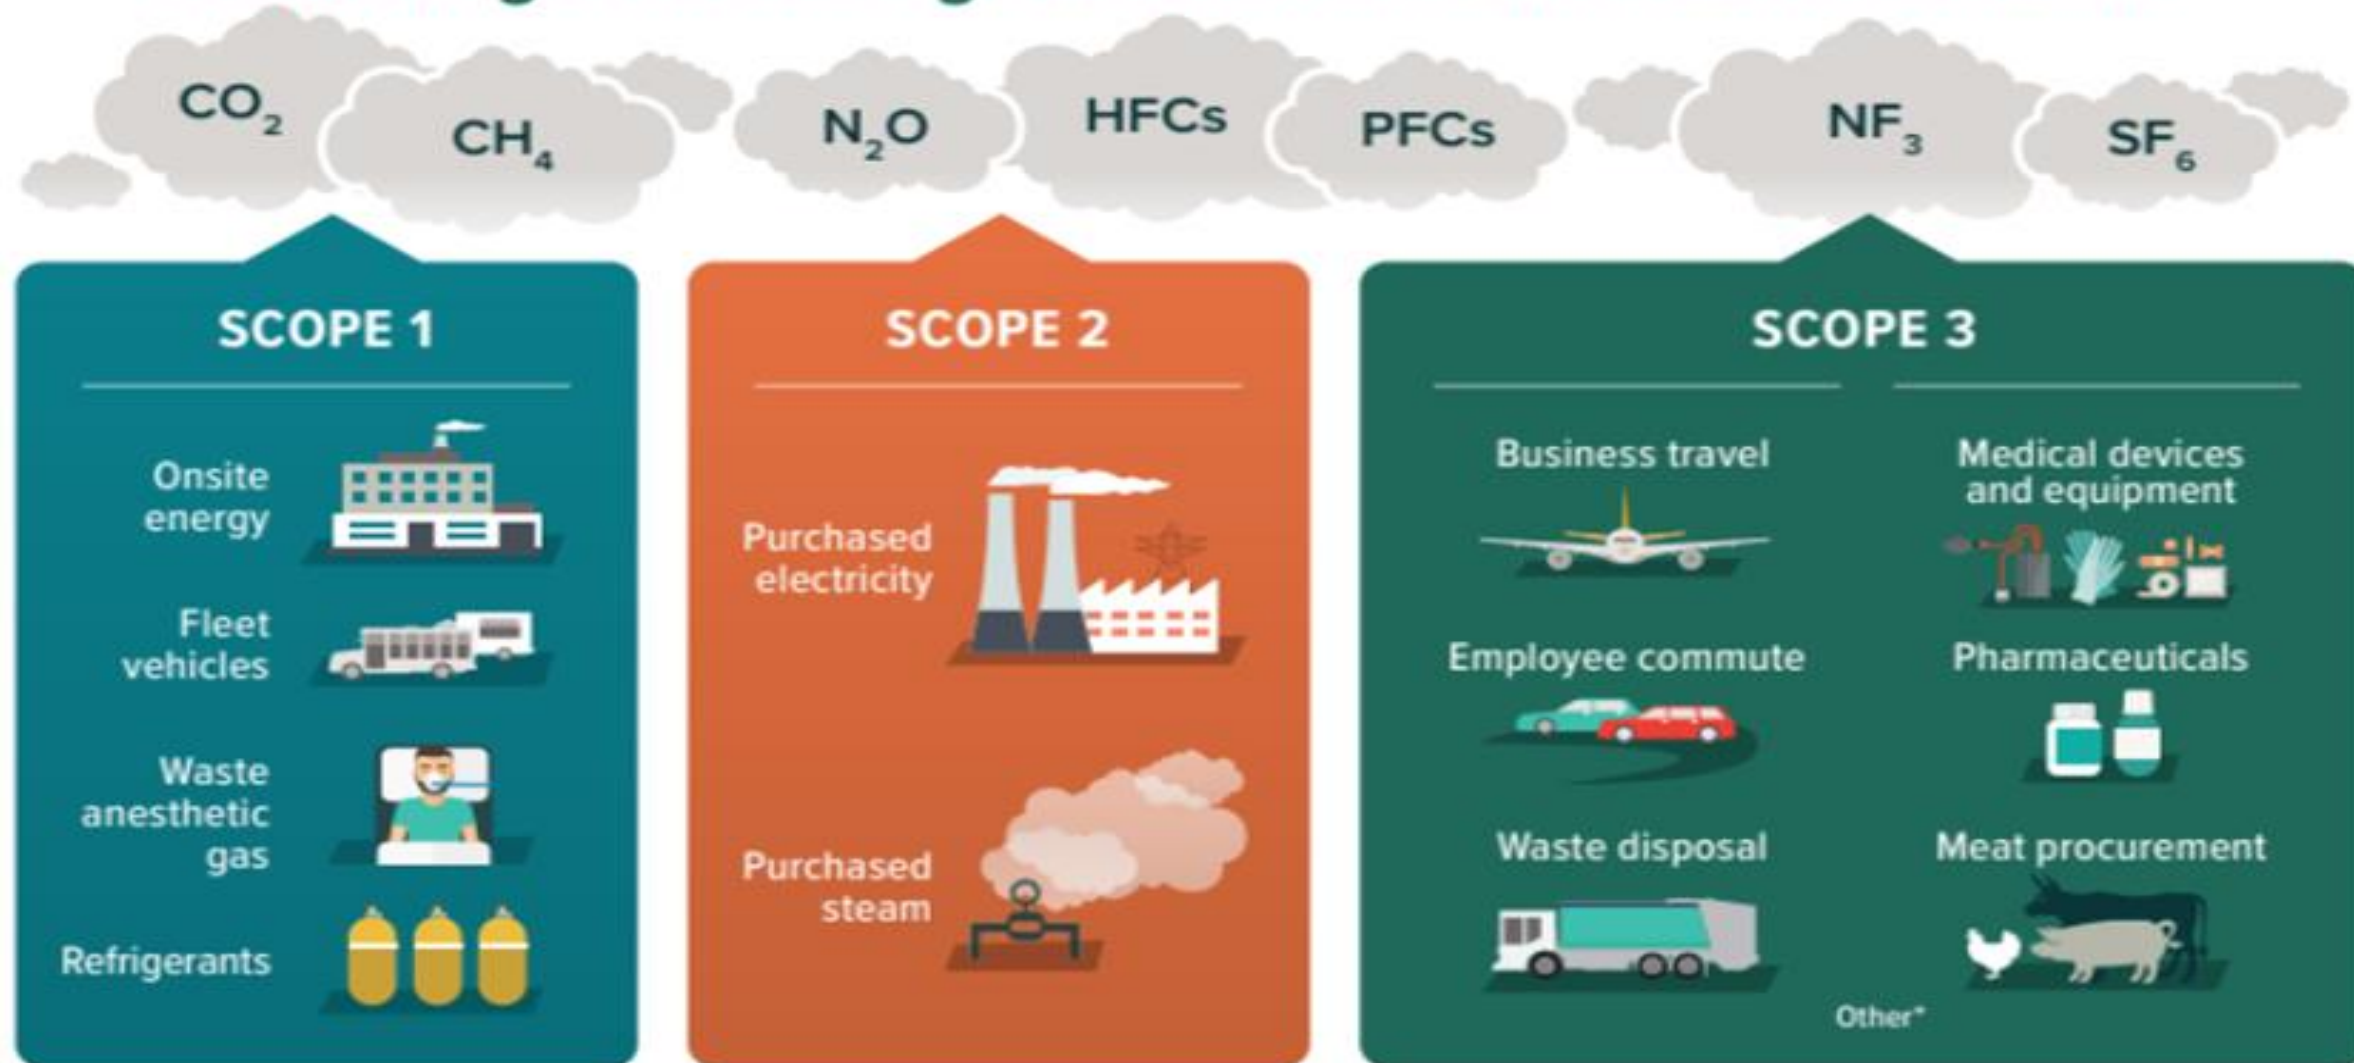 CO₂
CH₄
N₂O
HFCs
PFCs
NF₃
SF₆
SCOPE 1
Onsite
energy
Fleet
vehicles
Waste
anesthetic
gas
Refrigerants
SCOPE 2
Purchased
electricity
Purchased
steam
SCOPE 3
Business travel
Employee commute
Waste disposal
Medical devices
and equipment
Pharmaceuticals
Meat procurement
Other*